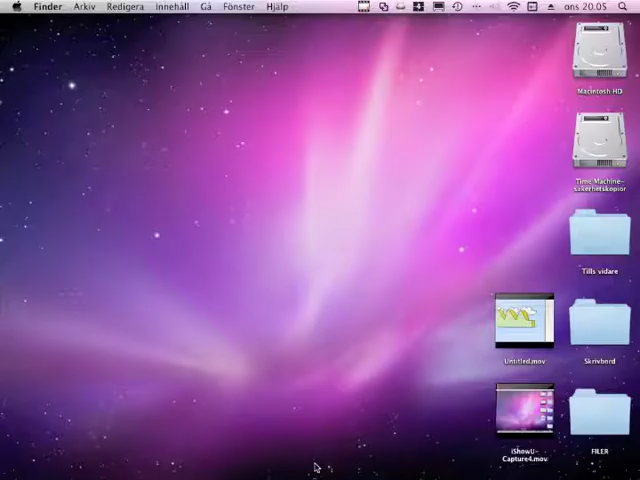 Finder Arkiv Redigera Innehåll Gå Fönster Hjälp ons 20.05
Macintosh HD
Time Machine-
säkerhetskopior
Tills vidare
Untitled.mov
Skrivbord
iShowU-
Capture4.mov
FILER